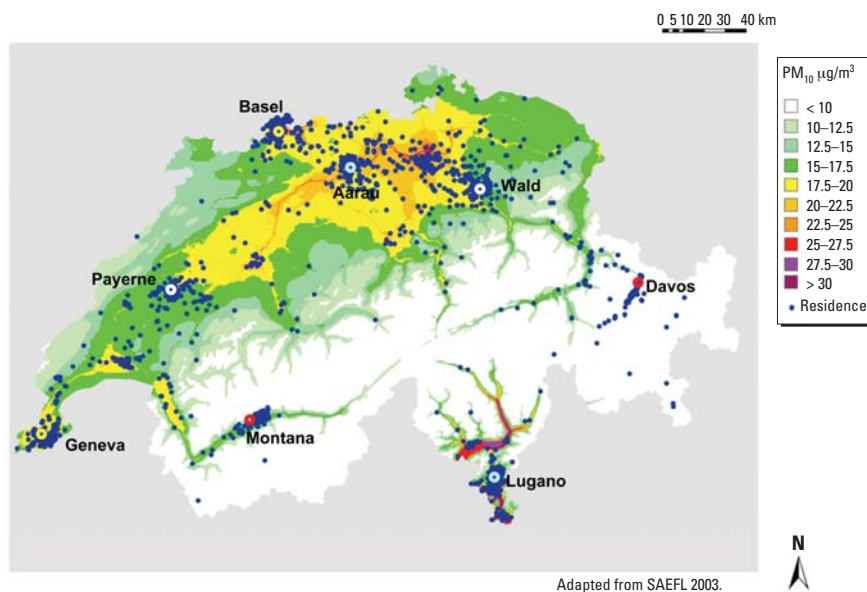 0 5 10 20 30 40 km
PM10 µg/m3
< 10
10–12.5
12.5–15
15–17.5
17.5–20
20–22.5
22.5–25
25–27.5
27.5–30
> 30
Residence
Basel
Aarau
Wald
Payerne
Davos
Geneva
Montana
Lugano
N
Adapted from SAEFL 2003.